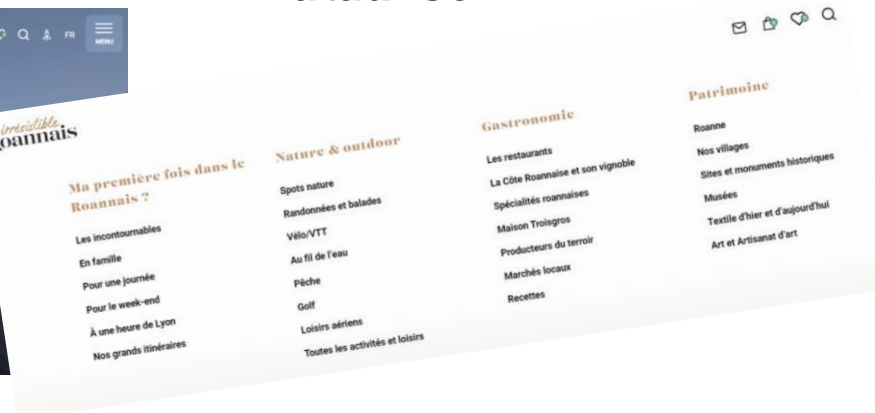 FR
MENU
irrésistible
Roannais
Ma première fois dans le
Roannais ?
Les incontournables
En famille
Pour une journée
Pour le week-end
À une heure de Lyon
Nos grands itinéraires
Nature & outdoor
Spots nature
Randonnées et balades
Vélo/VTT
Au fil de l'eau
Pêche
Golf
Loisirs aériens
Toutes les activités et loisirs
Gastronomie
Les restaurants
La Côte Roannaise et son vignoble
Spécialités roannaises
Maison Troisgros
Producteurs du terroir
Marchés locaux
Recettes
Patrimoine
Roanne
Nos villages
Sites et monuments historiques
Musées
Textile d'hier et d'aujourd'hui
Art et Artisanat d'art